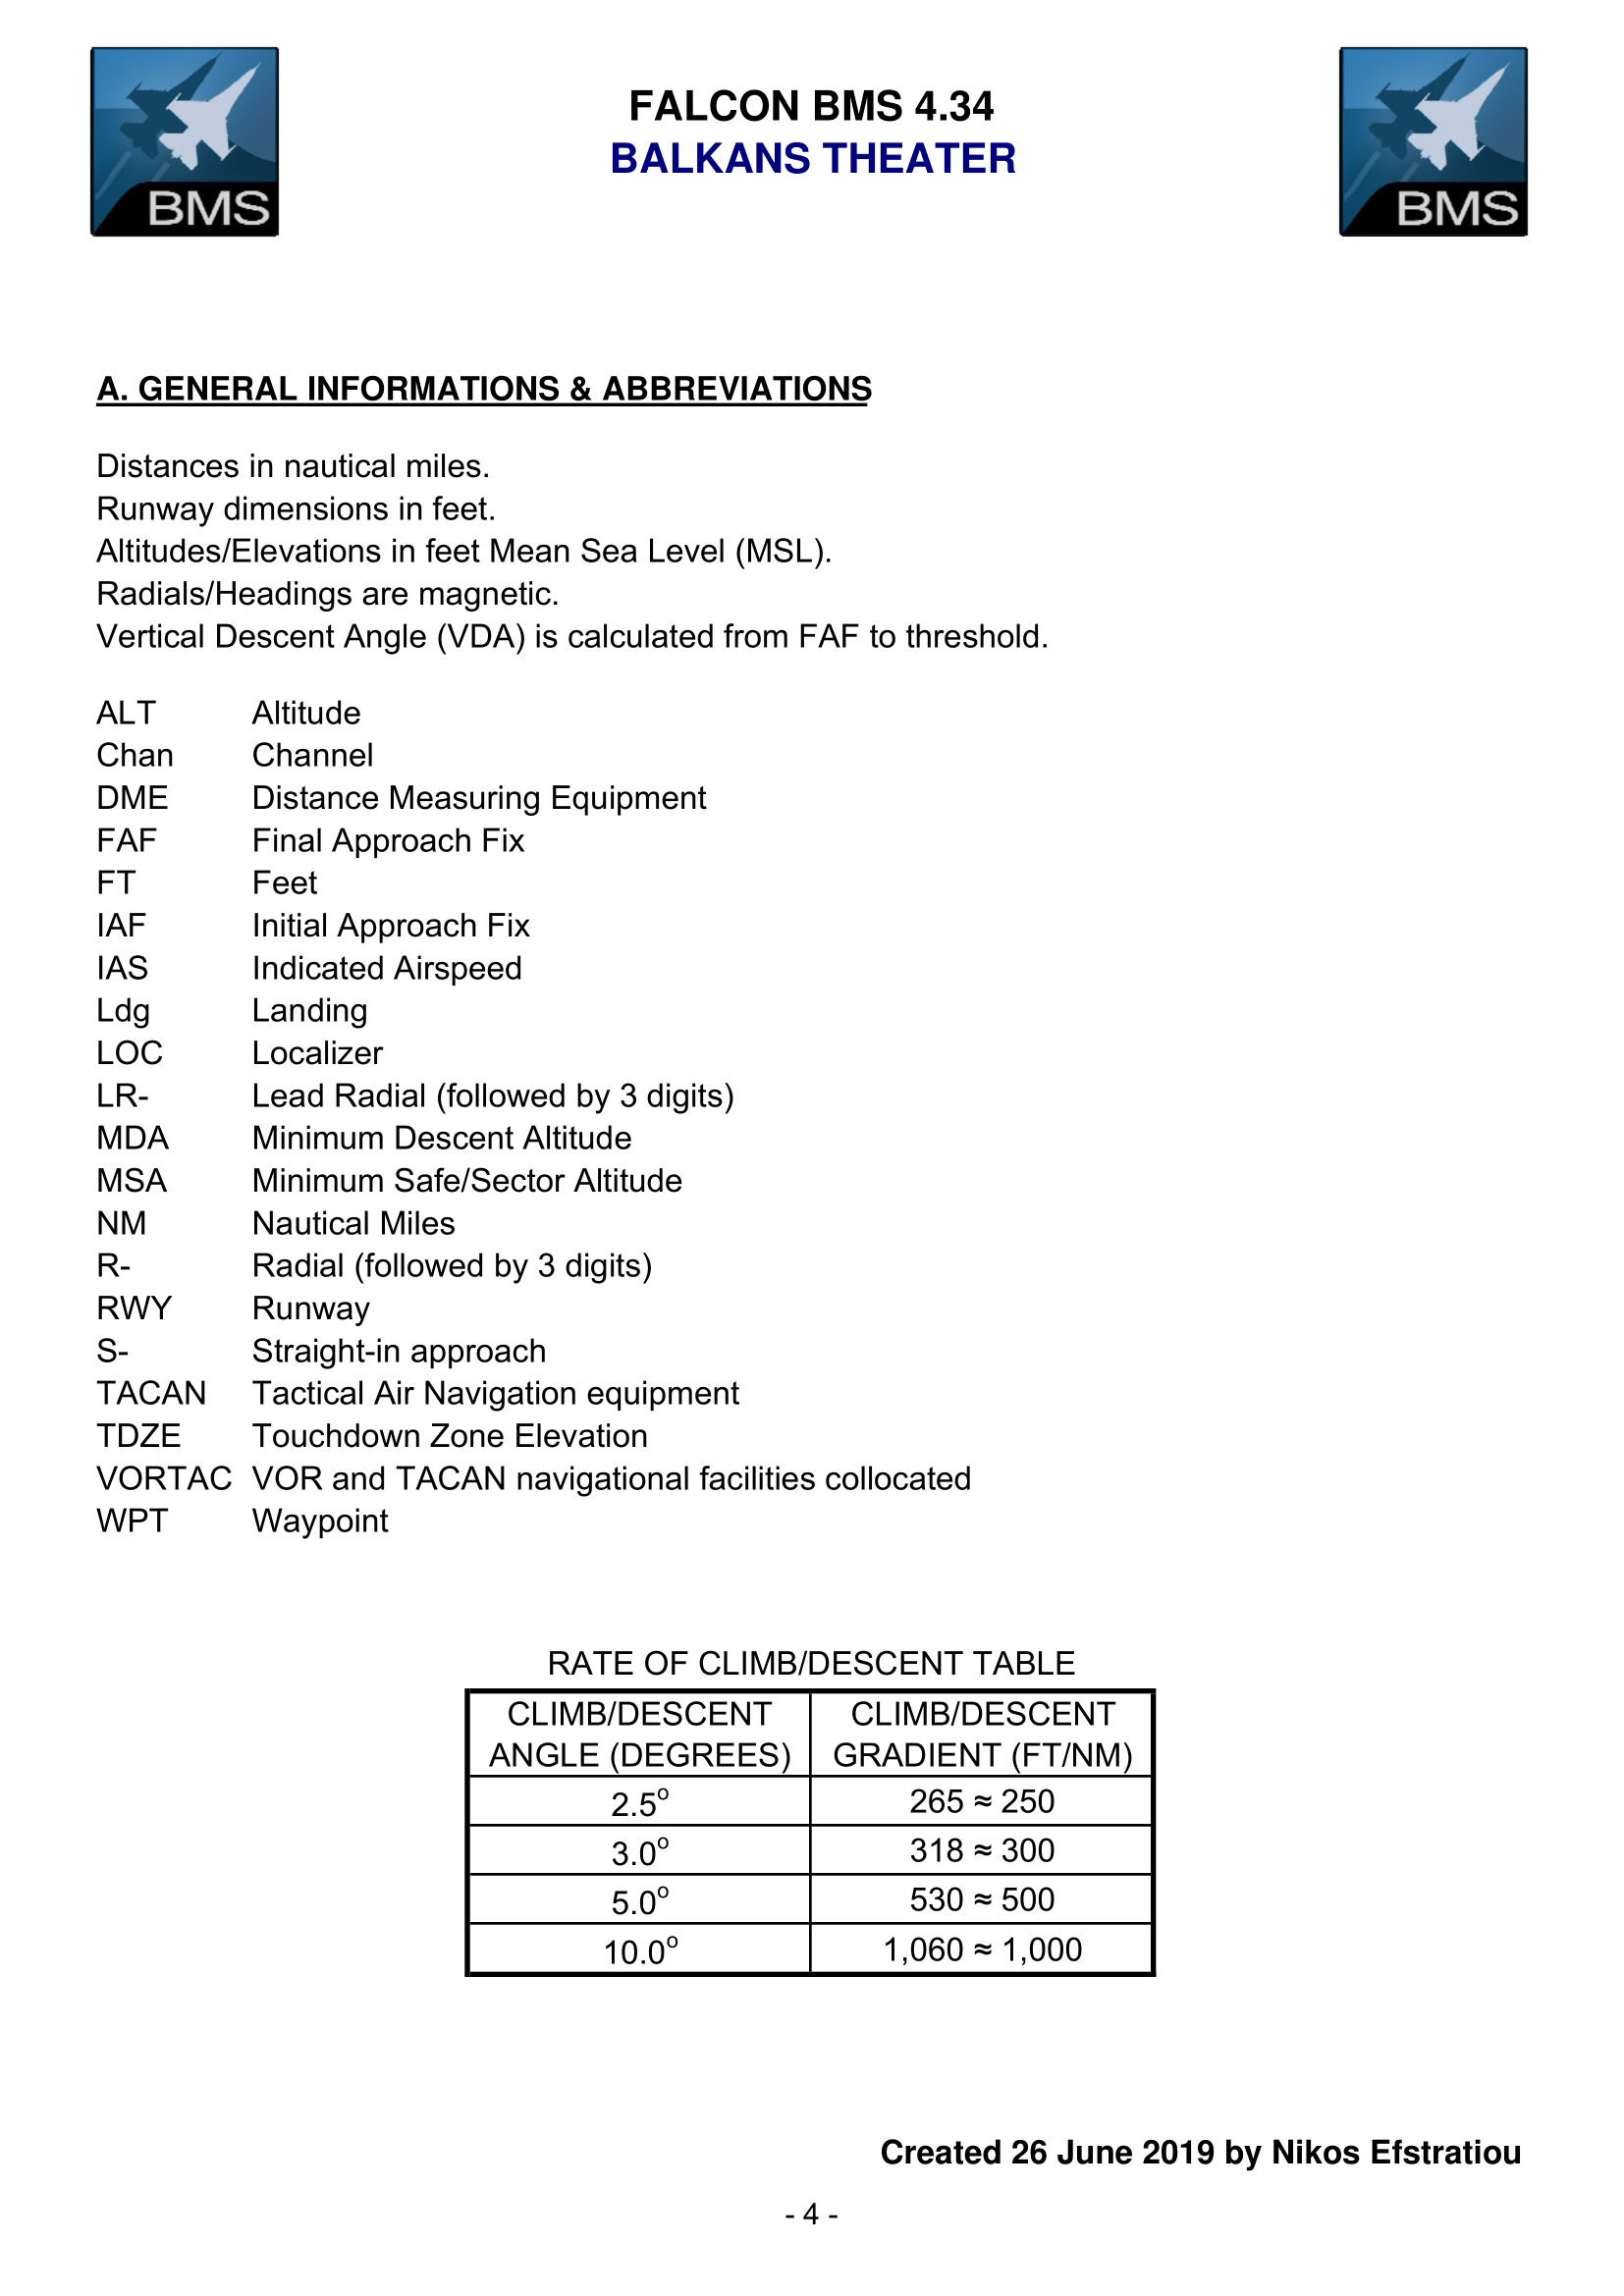 BMS
FALCON BMS 4.34
BALKANS THEATER
BMS
A. GENERAL INFORMATIONS & ABBREVIATIONS
Distances in nautical miles.
Runway dimensions in feet.
Altitudes/Elevations in feet Mean Sea Level (MSL).
Radials/Headings are magnetic.
Vertical Descent Angle (VDA) is calculated from FAF to threshold.
ALT Altitude
Chan Channel
DME Distance Measuring Equipment
FAF Final Approach Fix
FT Feet
IAF Initial Approach Fix
IAS Indicated Airspeed
Ldg Landing
LOC Localizer
LR- Lead Radial (followed by 3 digits)
MDA Minimum Descent Altitude
MSA Minimum Safe/Sector Altitude
NM Nautical Miles
R- Radial (followed by 3 digits)
RWY Runway
S- Straight-in approach
TACAN Tactical Air Navigation equipment
TDZE Touchdown Zone Elevation
VORTAC VOR and TACAN navigational facilities collocated
WPT Waypoint
RATE OF CLIMB/DESCENT TABLE
CLIMB/DESCENT ANGLE (DEGREES) CLIMB/DESCENT GRADIENT (FT/NM)
2.5º 265 ≈ 250
3.0º 318 ≈ 300
5.0º 530 ≈ 500
10.0º 1,060 ≈ 1,000
Created 26 June 2019 by Nikos Efstratiou
- 4 -